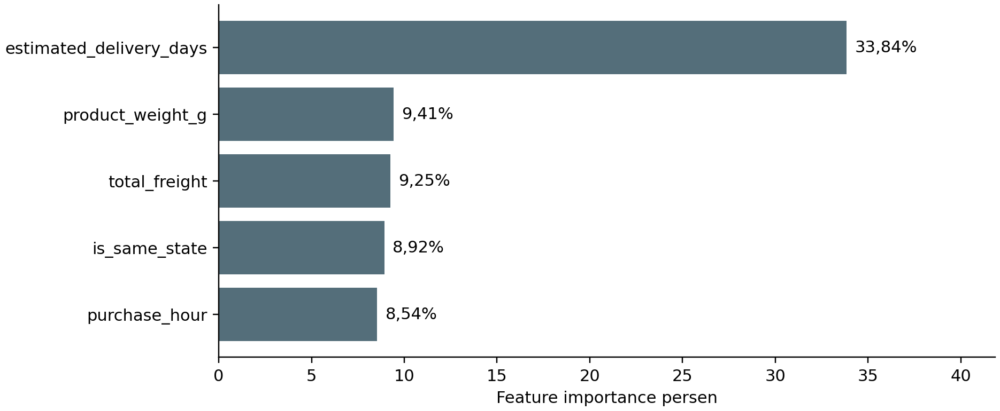 estimated_delivery_days 33,84%
product_weight_g 9,41%
total_freight 9,25%
is_same_state 8,92%
purchase_hour 8,54%
0 5 10 15 20 25 30 35 40
Feature importance persen